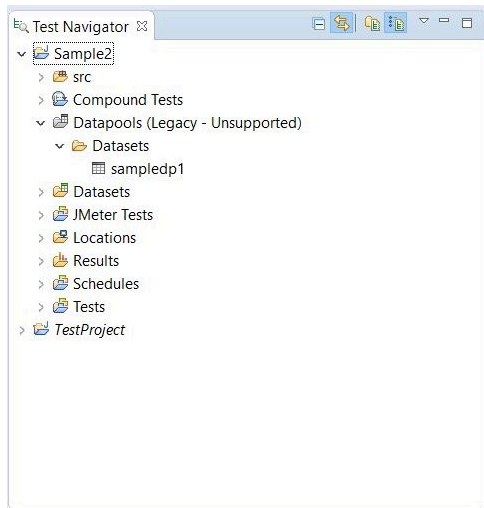 Test Navigator
Sample2
src
Compound Tests
Datapools (Legacy - Unsupported)
Datasets
sampledp1
Datasets
JMeter Tests
Locations
Results
Schedules
Tests
TestProject